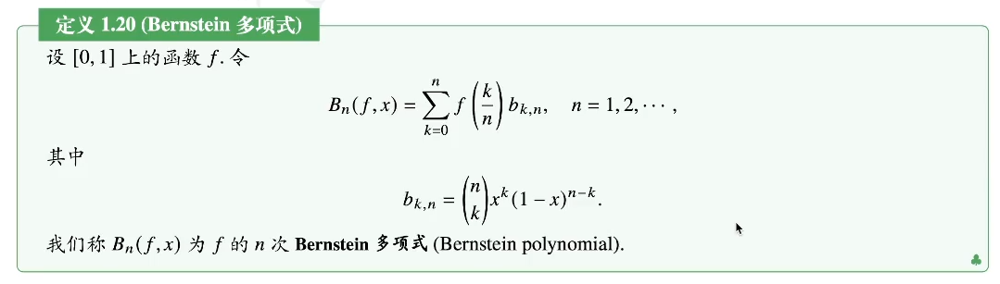 定义 1.20 (Bernstein 多项式)
设 [0, 1] 上的函数 f. 令
B_n(f, x) = \sum_{k=0}^{n} f\left(\frac{k}{n}\right) b_{k,n}, n = 1, 2, ⋯ ,
其中
b_{k,n} = \binom{n}{k} x^k (1 − x)^{n−k}.
我们称 B_n(f, x) 为 f 的 n 次 Bernstein 多项式 (Bernstein polynomial).